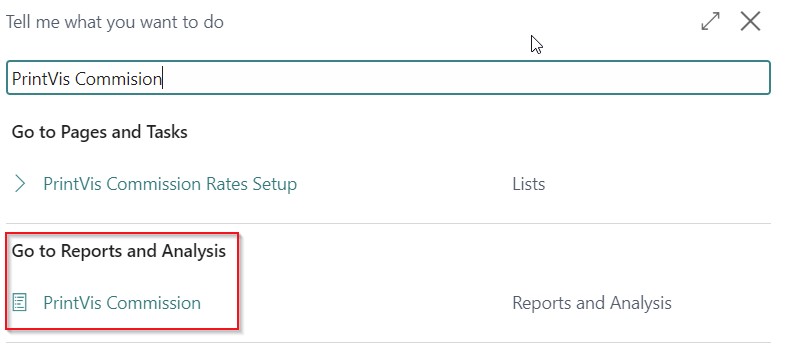 Tell me what you want to do
PrintVis Commision
Go to Pages and Tasks
PrintVis Commission Rates Setup Lists
Go to Reports and Analysis
PrintVis Commission Reports and Analysis